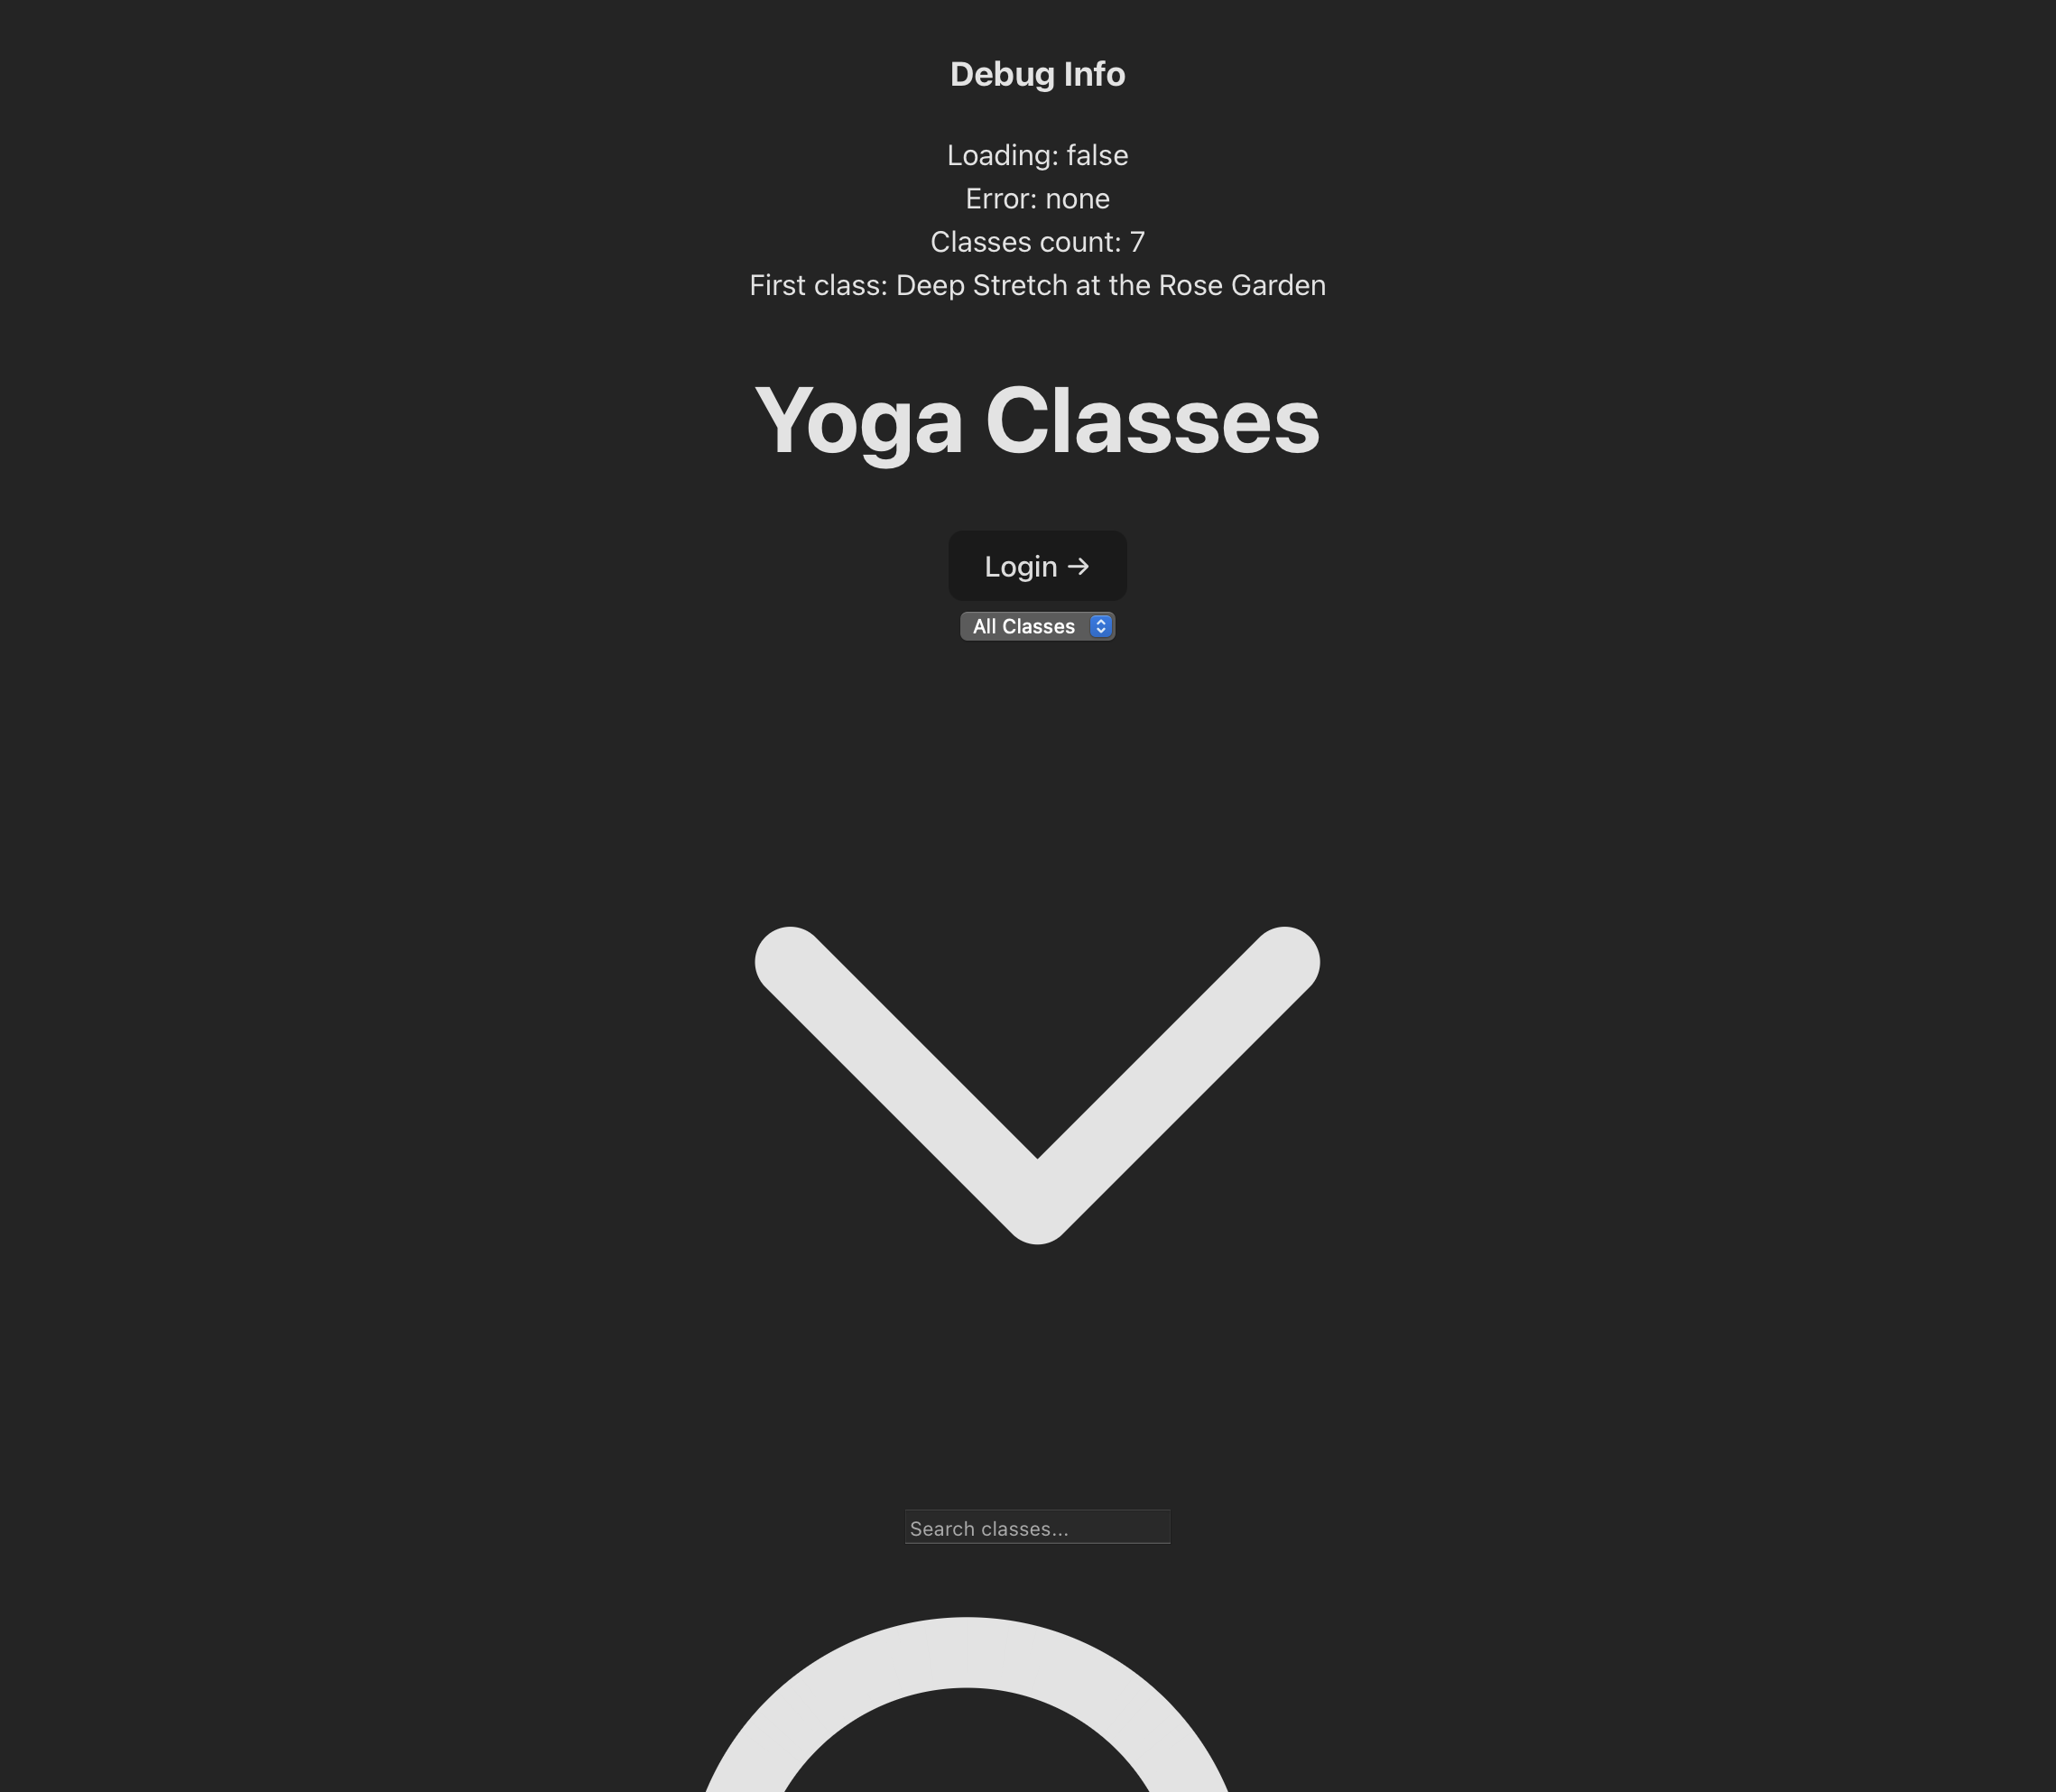 Debug Info
Loading: false
Error: none
Classes count: 7
First class: Deep Stretch at the Rose Garden
Yoga Classes
Login →
All Classes
Search classes...